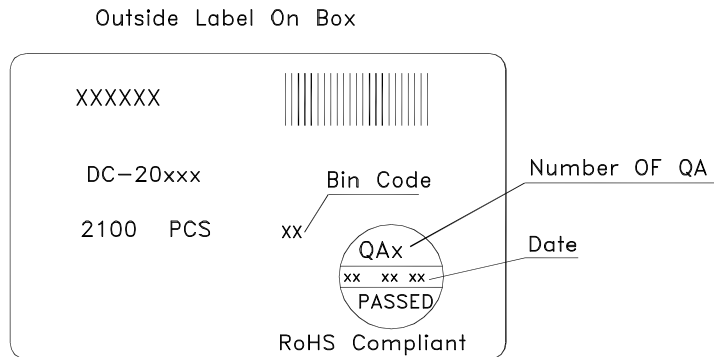 Outside Label On Box
XXXXXX
DC-20xxx
Bin Code
Number OF QA
2100 PCS
xx
QAx
Date
xx xx xx
PASSED
RoHS Compliant